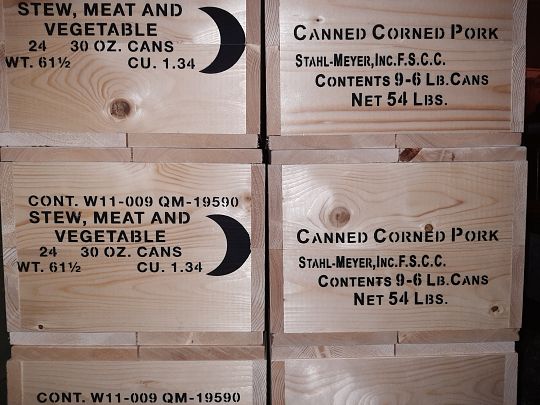 STEW, MEAT AND
VEGETABLE
24 30 OZ. CANS
WT. 61½ CU. 1.34
CANNED CORNED PORK
STAHL-MEYER,INC.F.S.C.C.
CONTENTS 9-6 LB.CANS
NET 54 LBS.
CONT. W11-009 QM-19590
STEW, MEAT AND
VEGETABLE
24 30 OZ. CANS
WT. 61½ CU. 1.34
CANNED CORNED PORK
STAHL-MEYER,INC.F.S.C.C.
CONTENTS 9-6 LB.CANS
NET 54 LBS.
CONT. W11-009 QM-19590